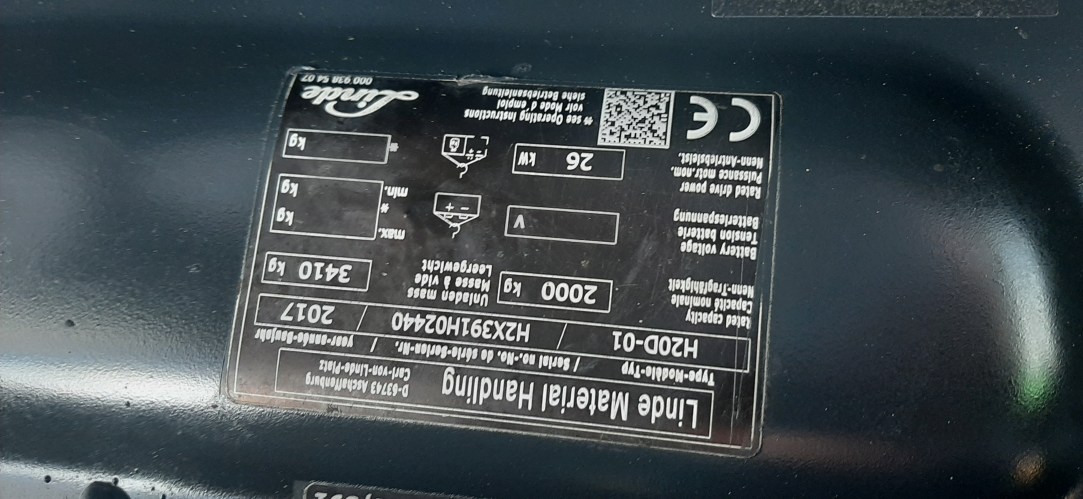 Linde Material Handling
D-63743 Aschaffenburg
Carl-von-Linde-Platz
Type-Modèle-Typ / Serial no.-No. de série-Serien-Nr. / year-année-Baujahr
H20D-01 / H2X391H02440 / 2017
Rated capacity
Capacité nominale
Nenn-Tragfähigkeit
2000 kg
Unladen mass
Masse à vide
Leergewicht
3410 kg
Battery voltage
Tension batterie
Batteriespannung
V
- +
max. kg
*
min. kg
Rated drive power
Puissance motr.nom.
Nenn-Antriebsleist.
26 kW
* kg
CE
* see Operating Instructions
voir Mode d'emploi
siehe Betriebsanleitung
Linde
000 938 54 07